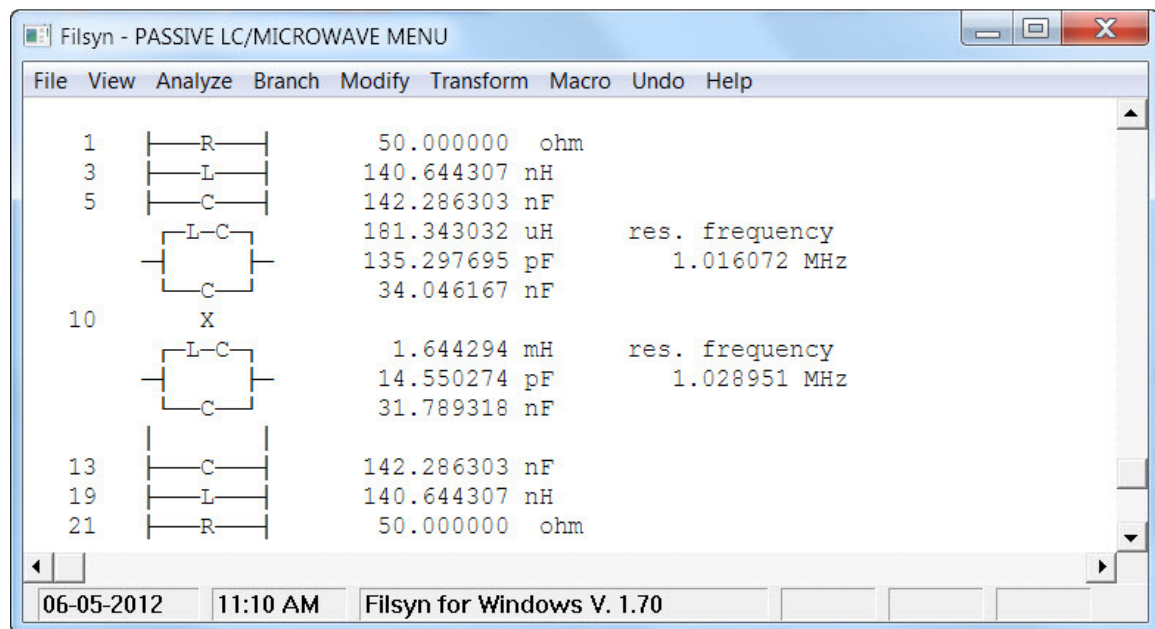 Filsyn - PASSIVE LC/MICROWAVE MENU
File View Analyze Branch Modify Transform Macro Undo Help
1 R 50.000000 ohm
3 L 140.644307 nH
5 C 142.286303 nF
L-C 181.343032 uH res. frequency
135.297695 pF 1.016072 MHz
C 34.046167 nF
10 X
L-C 1.644294 mH res. frequency
14.550274 pF 1.028951 MHz
C 31.789318 nF
13 C 142.286303 nF
19 L 140.644307 nH
21 R 50.000000 ohm
06-05-2012 11:10 AM Filsyn for Windows V. 1.70